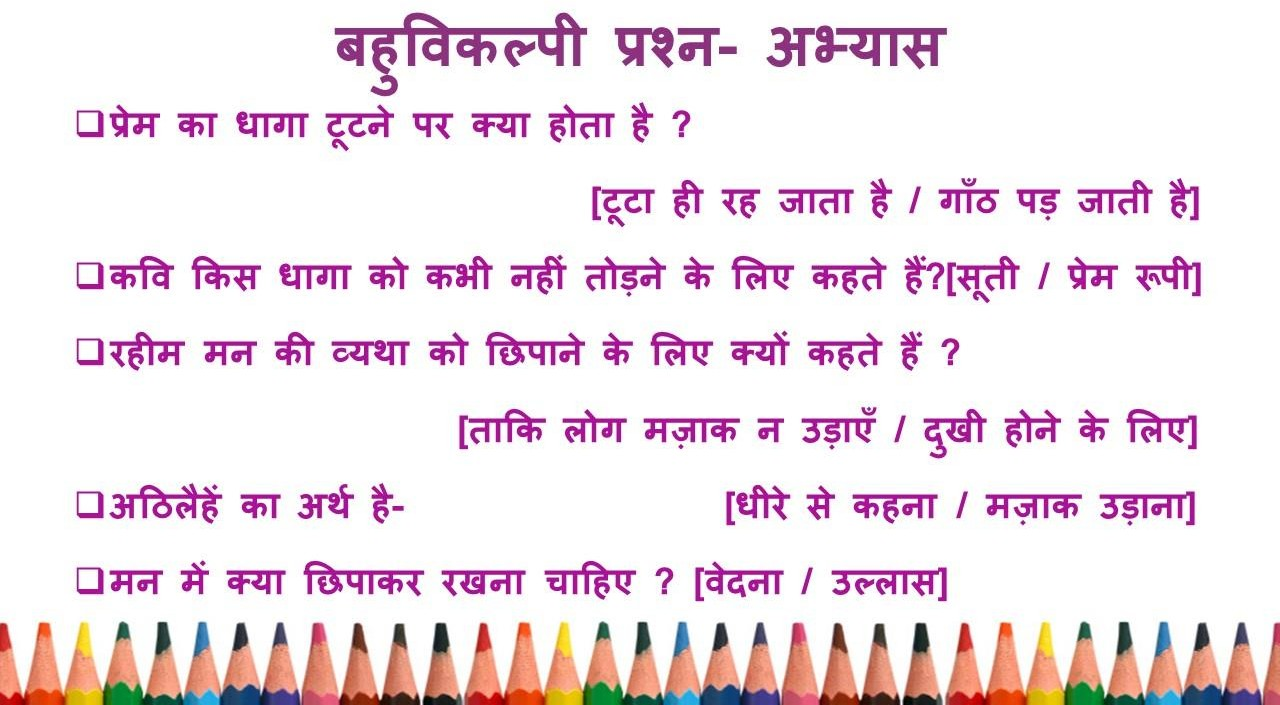 बहुविकल्पी प्रश्न- अभ्यास
❑प्रेम का धागा टूटने पर क्या होता है ?
[टूटा ही रह जाता है / गाँठ पड़ जाती है]
❑कवि किस धागा को कभी नहीं तोड़ने के लिए कहते हैं?[सूती / प्रेम रूपी]
❑रहीम मन की व्यथा को छिपाने के लिए क्यों कहते हैं ?
[ताकि लोग मज़ाक न उड़ाएँ / दुखी होने के लिए]
❑अठिलैहें का अर्थ है- [धीरे से कहना / मज़ाक उड़ाना]
❑मन में क्या छिपाकर रखना चाहिए ? [वेदना / उल्लास]